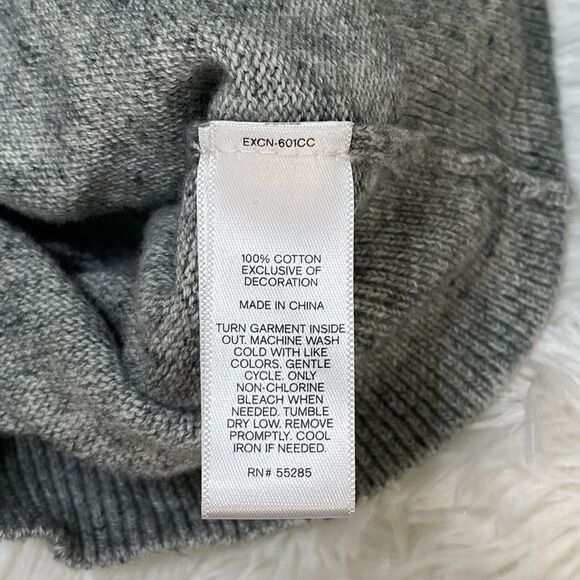 EXCN-601CC
100% COTTON
EXCLUSIVE OF
DECORATION
MADE IN CHINA
TURN GARMENT INSIDE
OUT. MACHINE WASH
COLD WITH LIKE
COLORS. GENTLE
CYCLE. ONLY
NON-CHLORINE
BLEACH WHEN
NEEDED. TUMBLE
DRY LOW. REMOVE
PROMPTLY. COOL
IRON IF NEEDED.
RN# 55285